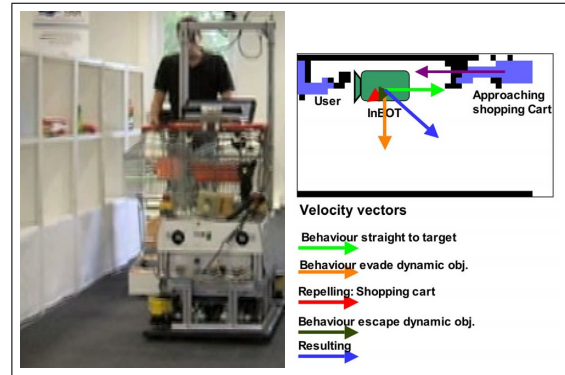 User
InBOT
Approaching
shopping Cart
Velocity vectors
Behaviour straight to target
Behaviour evade dynamic obj.
Repelling: Shopping cart
Behaviour escape dynamic obj.
Resulting